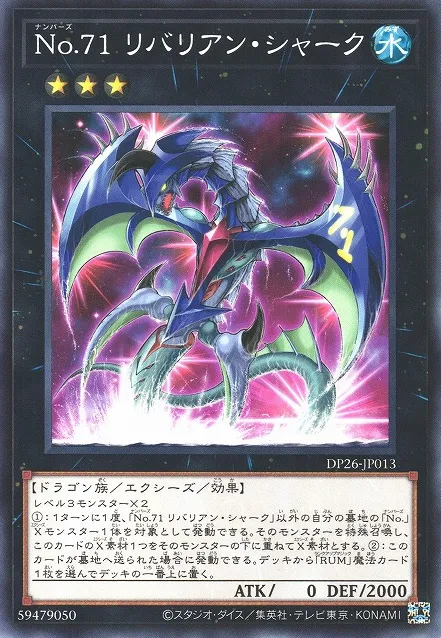 ナンバーズ
No.71 リバリアン・シャーク
みず
水
71
DP26-JP013
【ドラゴン族／エクシーズ／効果】
レベル3モンスター×2
①：1ターンに1度、「No.71 リバリアン・シャーク」以外の自分の墓地の「No.」
Xモンスター1体を対象として発動できる。そのモンスターを特殊召喚し、
このカードのX素材1つをそのモンスターの下に重ねてX素材とする。②：この
カードが墓地へ送られた場合に発動できる。デッキから「RUM」魔法カード
1枚を選んでデッキの一番上に置く。
ATK/ 0 DEF/2000
59479050
©スタジオ・ダイス/集英社・テレビ東京・KONAMI